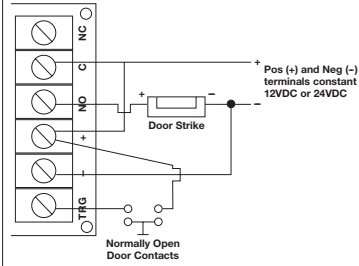 NC
C
NO
+
−
TRG
+ −
Door Strike
+
−
Pos (+) and Neg (−)
terminals constant
12VDC or 24VDC
Normally Open
Door Contacts